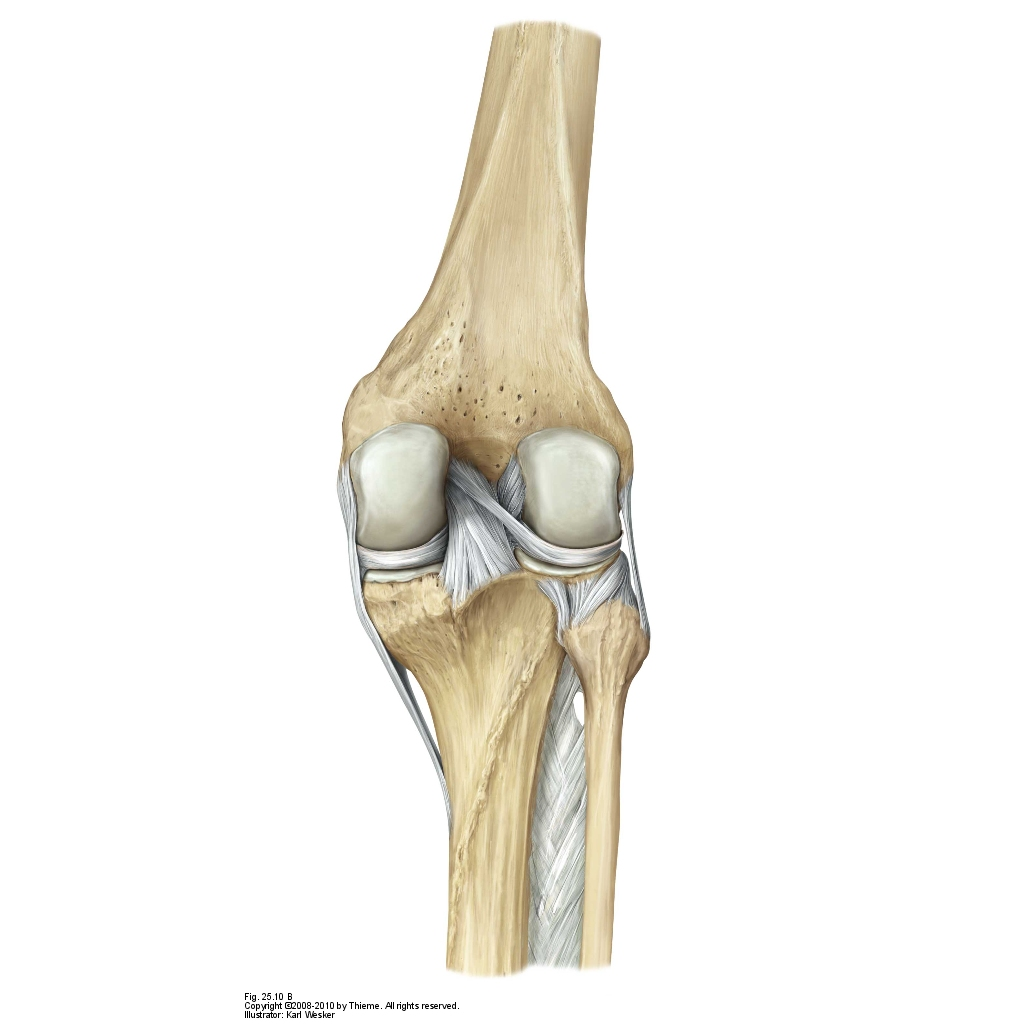 Fig. 25.10 B
Copyright ©2008-2010 by Thieme. All rights reserved.
Illustrator: Karl Wesker